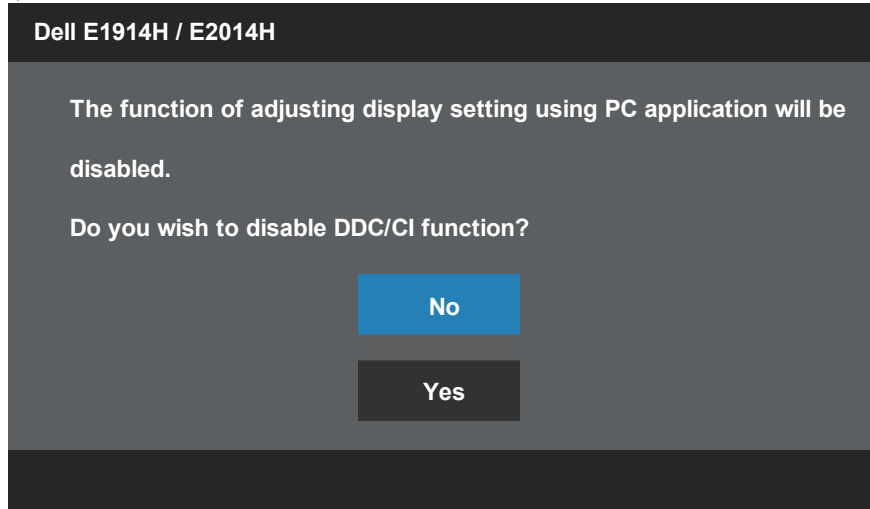 Dell E1914H / E2014H
The function of adjusting display setting using PC application will be
disabled.
Do you wish to disable DDC/CI function?
No
Yes